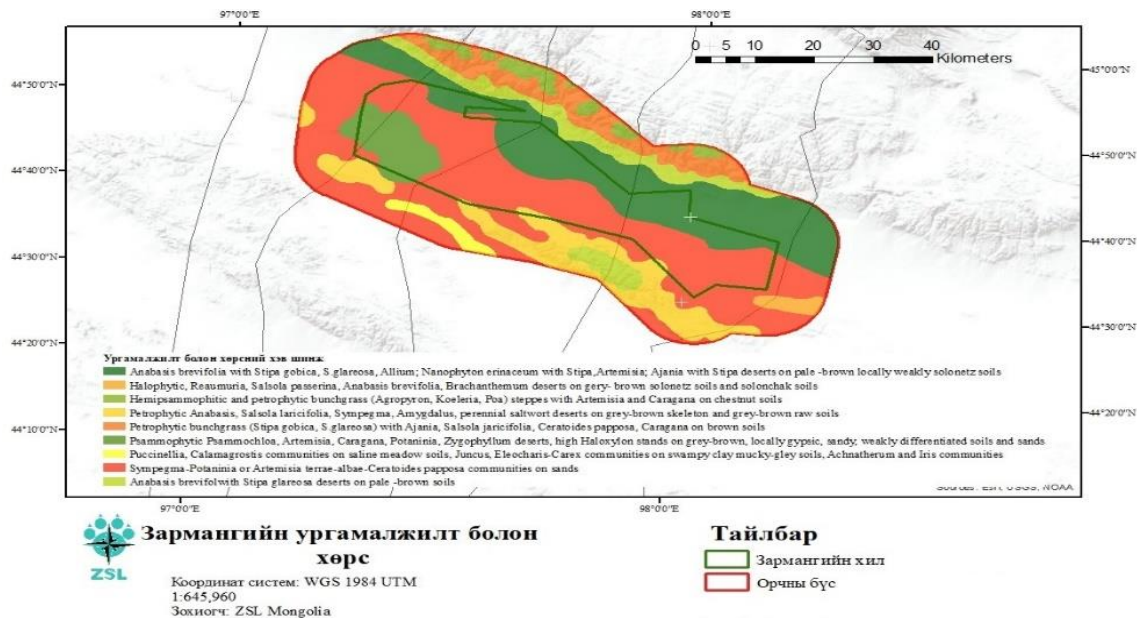 97°0'0"E 98°0'0"E
0 5 10 20 30 40
Kilometers
44°50'0"N 45°0'0"N
44°40'0"N 44°50'0"N
44°30'0"N 44°40'0"N
44°20'0"N 44°30'0"N
44°10'0"N 44°20'0"N
Ургамалжилт болон хөрсний хэв шинж
Anabasis brevifolia with Stipa gobica, S.glareosa, Allium; Nanophyton erinaceum with Stipa,Artemisia; Ajania with Stipa deserts on pale -brown locally weakly solonetz soils
Halophytic, Reaumuria, Salsola passerina, Anabasis brevifolia, Brachanthemum deserts on gery- brown solonetz soils and solonchak soils
Hemipsammophitic and petrophytic bunchgrass (Agropyron, Koeleria, Poa) steppes with Artemisia and Caragana on chestnut soils
Petrophytic Anabasis, Salsola laricifolia, Sympegma, Amygdalus, perennial saltwort deserts on grey-brown skeleton and grey-brown raw soils
Petrophytic bunchgrass (Stipa gobica, S.glareosa) with Ajania, Salsola jaricifolia, Ceratoides papposa, Caragana on brown soils
Psammophytic Psammochloa, Artemisia, Caragana, Potaninia, Zygophyllum deserts, high Haloxylon stands on grey-brown, locally gypsic, sandy, weakly differentiated soils and sands
Puccinellia, Calamagrostis communities on saline meadow soils, Juncus, Eleocharis-Carex communities on swampy clay mucky-gley soils, Achnatherum and Iris communities
Sympegma-Potaninia or Artemisia terrae-albae-Ceratoides papposa communities on sands
Anabasis brevifolwith Stipa glareosa deserts on pale -brown soils
Sources: Esri, USGS, NOAA
97°0'0"E 98°0'0"E
ZSL
Зармангийн ургамалжилт болон
хөрс
Координат систем: WGS 1984 UTM
1:645,960
Зохиогч: ZSL Mongolia
Тайлбар
Зармангийн хил
Орчны бүс